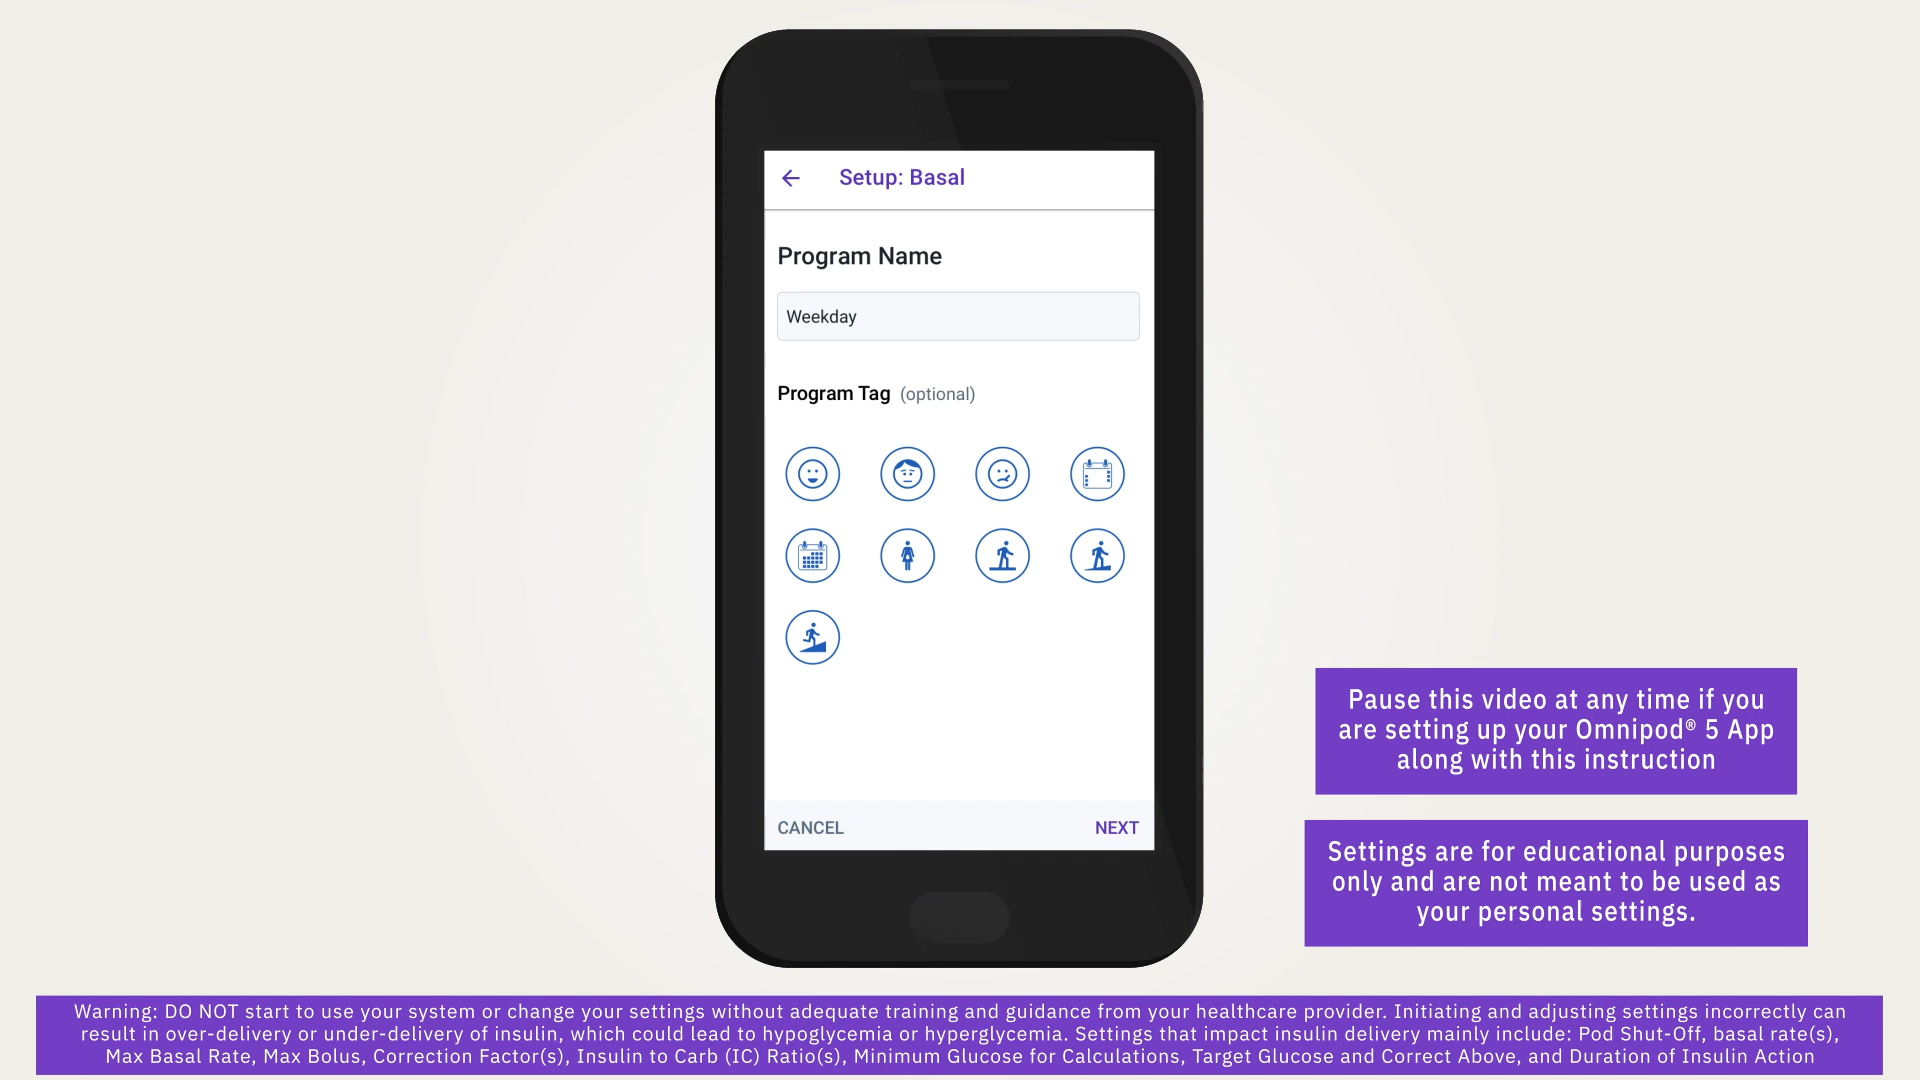 Setup: Basal
Program Name
Weekday
Program Tag (optional)
CANCEL
NEXT
Pause this video at any time if you
are setting up your Omnipod® 5 App
along with this instruction
Settings are for educational purposes
only and are not meant to be used as
your personal settings.
Warning: DO NOT start to use your system or change your settings without adequate training and guidance from your healthcare provider. Initiating and adjusting settings incorrectly can
result in over-delivery or under-delivery of insulin, which could lead to hypoglycemia or hyperglycemia. Settings that impact insulin delivery mainly include: Pod Shut-Off, basal rate(s),
Max Basal Rate, Max Bolus, Correction Factor(s), Insulin to Carb (IC) Ratio(s), Minimum Glucose for Calculations, Target Glucose and Correct Above, and Duration of Insulin Action